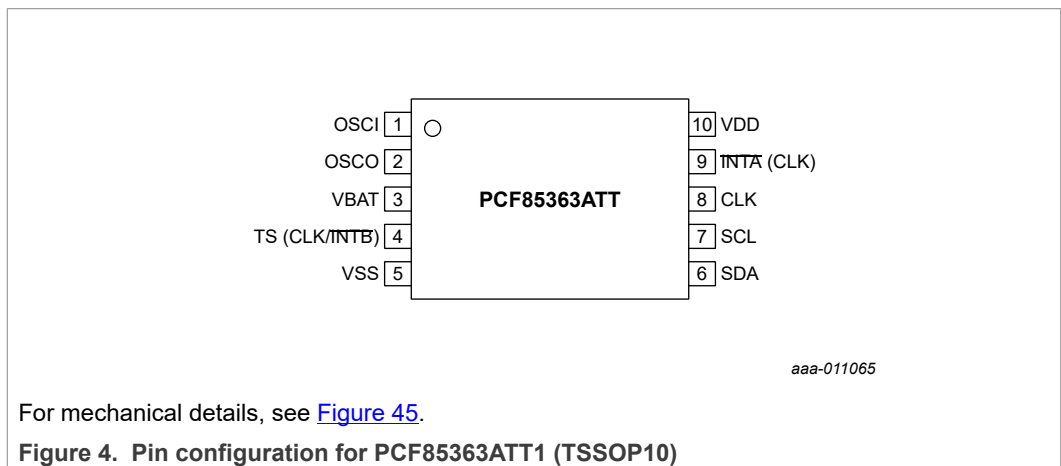 OSCI 1 10 VDD
OSCO 2 9 INTA (CLK)
VBAT 3 PCF85363ATT 8 CLK
TS (CLK/INTB) 4 7 SCL
VSS 5 6 SDA
aaa-011065
For mechanical details, see Figure 45.
Figure 4. Pin configuration for PCF85363ATT1 (TSSOP10)